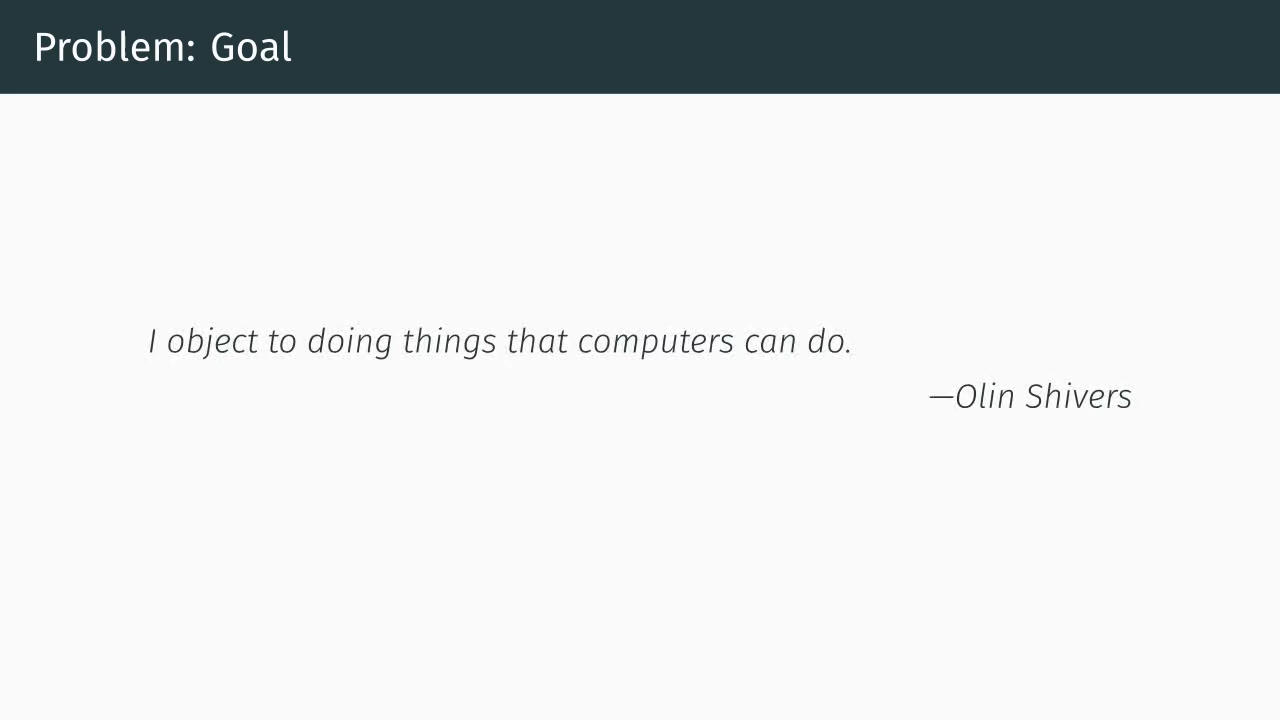 Problem: Goal
I object to doing things that computers can do.
—Olin Shivers